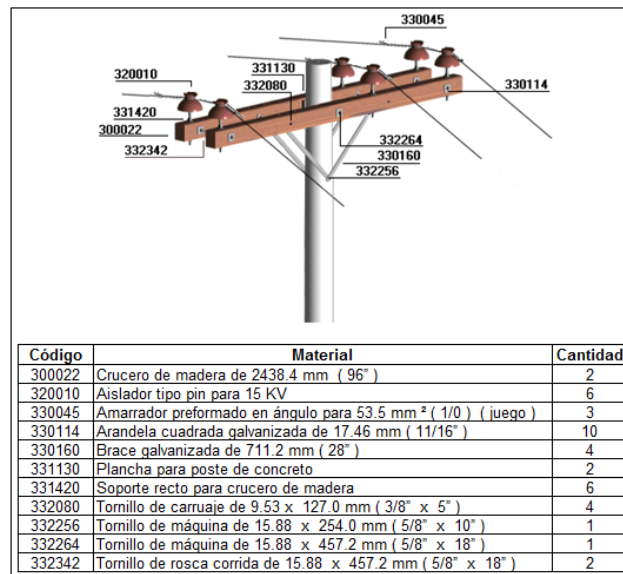 330045
320010
331130
332080
330114
331420
300022
332264
332342
330160
332256
Código Material Cantidad
300022 Crucero de madera de 2438.4 mm ( 96" ) 2
320010 Aislador tipo pin para 15 KV 6
330045 Amarrador preformado en ángulo para 53.5 mm ² ( 1/0 ) ( juego ) 3
330114 Arandela cuadrada galvanizada de 17.46 mm ( 11/16" ) 10
330160 Brace galvanizada de 711.2 mm ( 28" ) 4
331130 Plancha para poste de concreto 2
331420 Soporte recto para crucero de madera 6
332080 Tornillo de carruaje de 9.53 x 127.0 mm ( 3/8" x 5" ) 4
332256 Tornillo de máquina de 15.88 x 254.0 mm ( 5/8" x 10" ) 1
332264 Tornillo de máquina de 15.88 x 457.2 mm ( 5/8" x 18" ) 1
332342 Tornillo de rosca corrida de 15.88 x 457.2 mm ( 5/8" x 18" ) 2